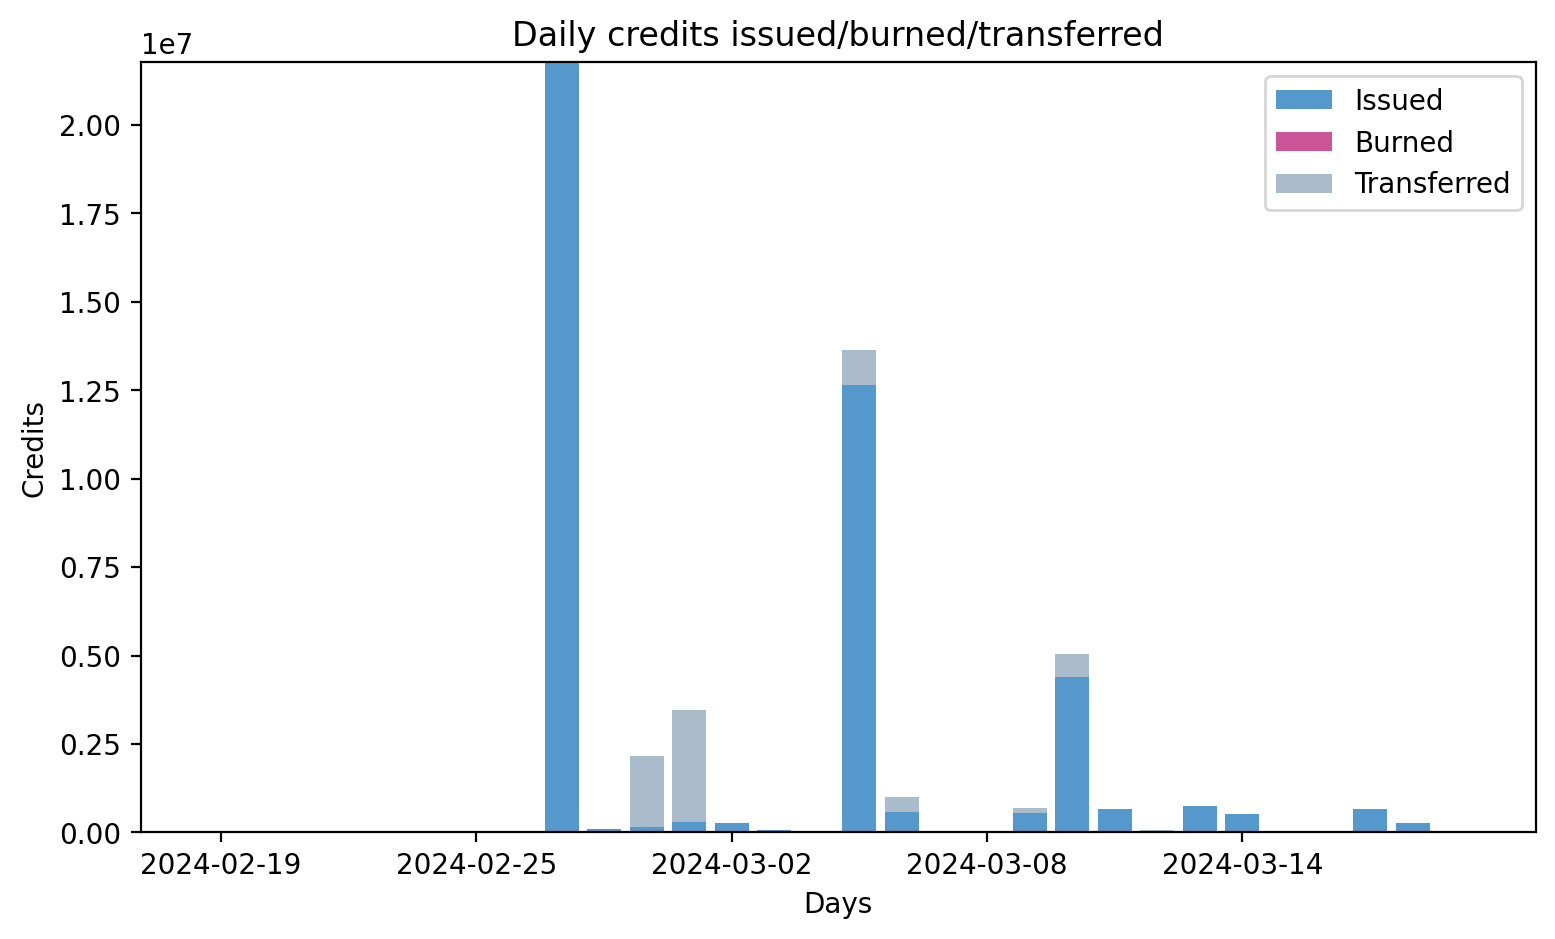 Daily credits issued/burned/transferred
1e7
2.00
1.75
1.50
1.25
1.00
0.75
0.50
0.25
0.00
Credits
Issued
Burned
Transferred
2024-02-19 2024-02-25 2024-03-02 2024-03-08 2024-03-14
Days